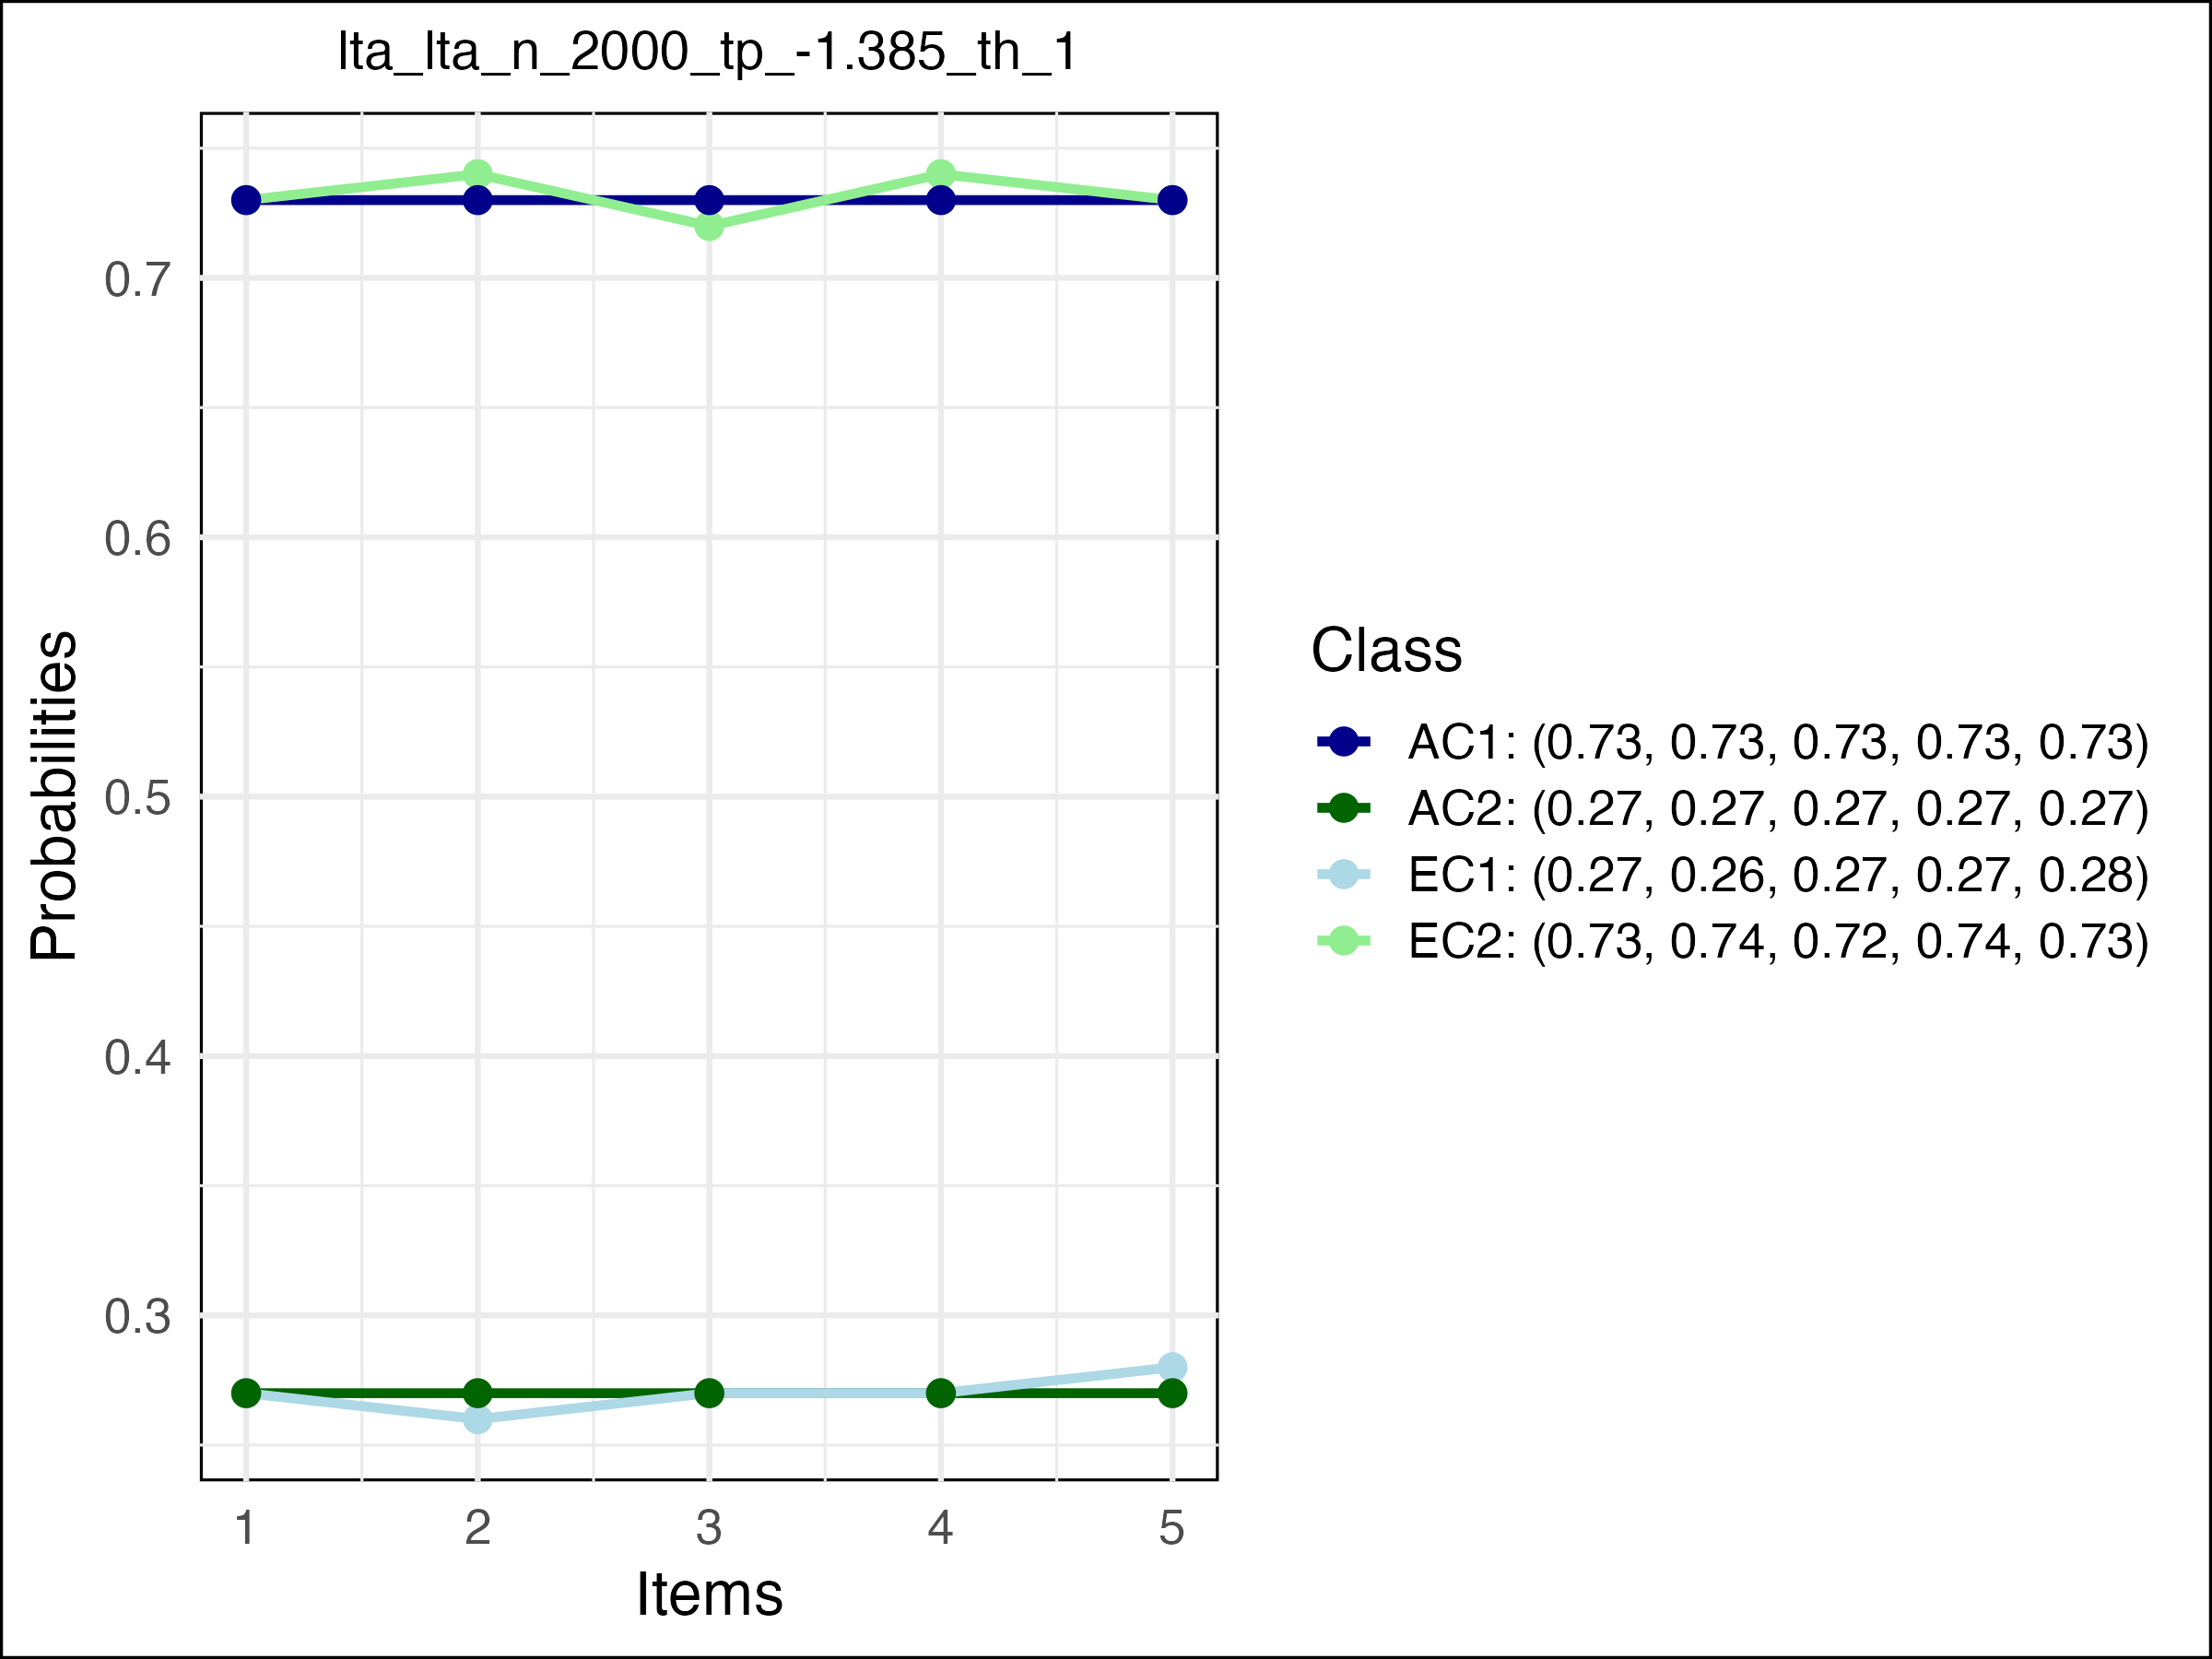 lta_lta_n_2000_tp_-1.385_th_1
Probabilities
0.7
0.6
0.5
0.4
0.3
1 2 3 4 5
Items
Class
AC1: (0.73, 0.73, 0.73, 0.73, 0.73)
AC2: (0.27, 0.27, 0.27, 0.27, 0.27)
EC1: (0.27, 0.26, 0.27, 0.27, 0.28)
EC2: (0.73, 0.74, 0.72, 0.74, 0.73)